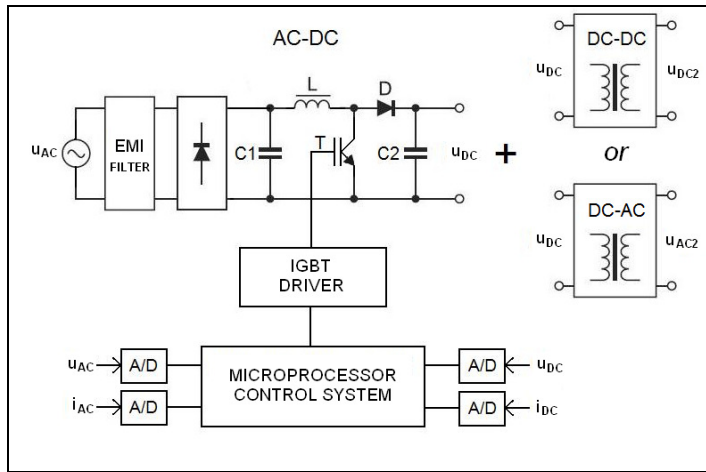 AC-DC
L
D
u_AC
EMI
FILTER
C1
T
C2
u_DC
+
DC-DC
u_DC
u_DC2
or
DC-AC
u_DC
u_AC2
IGBT
DRIVER
u_AC
A/D
i_AC
A/D
MICROPROCESSOR
CONTROL SYSTEM
A/D
u_DC
A/D
i_DC